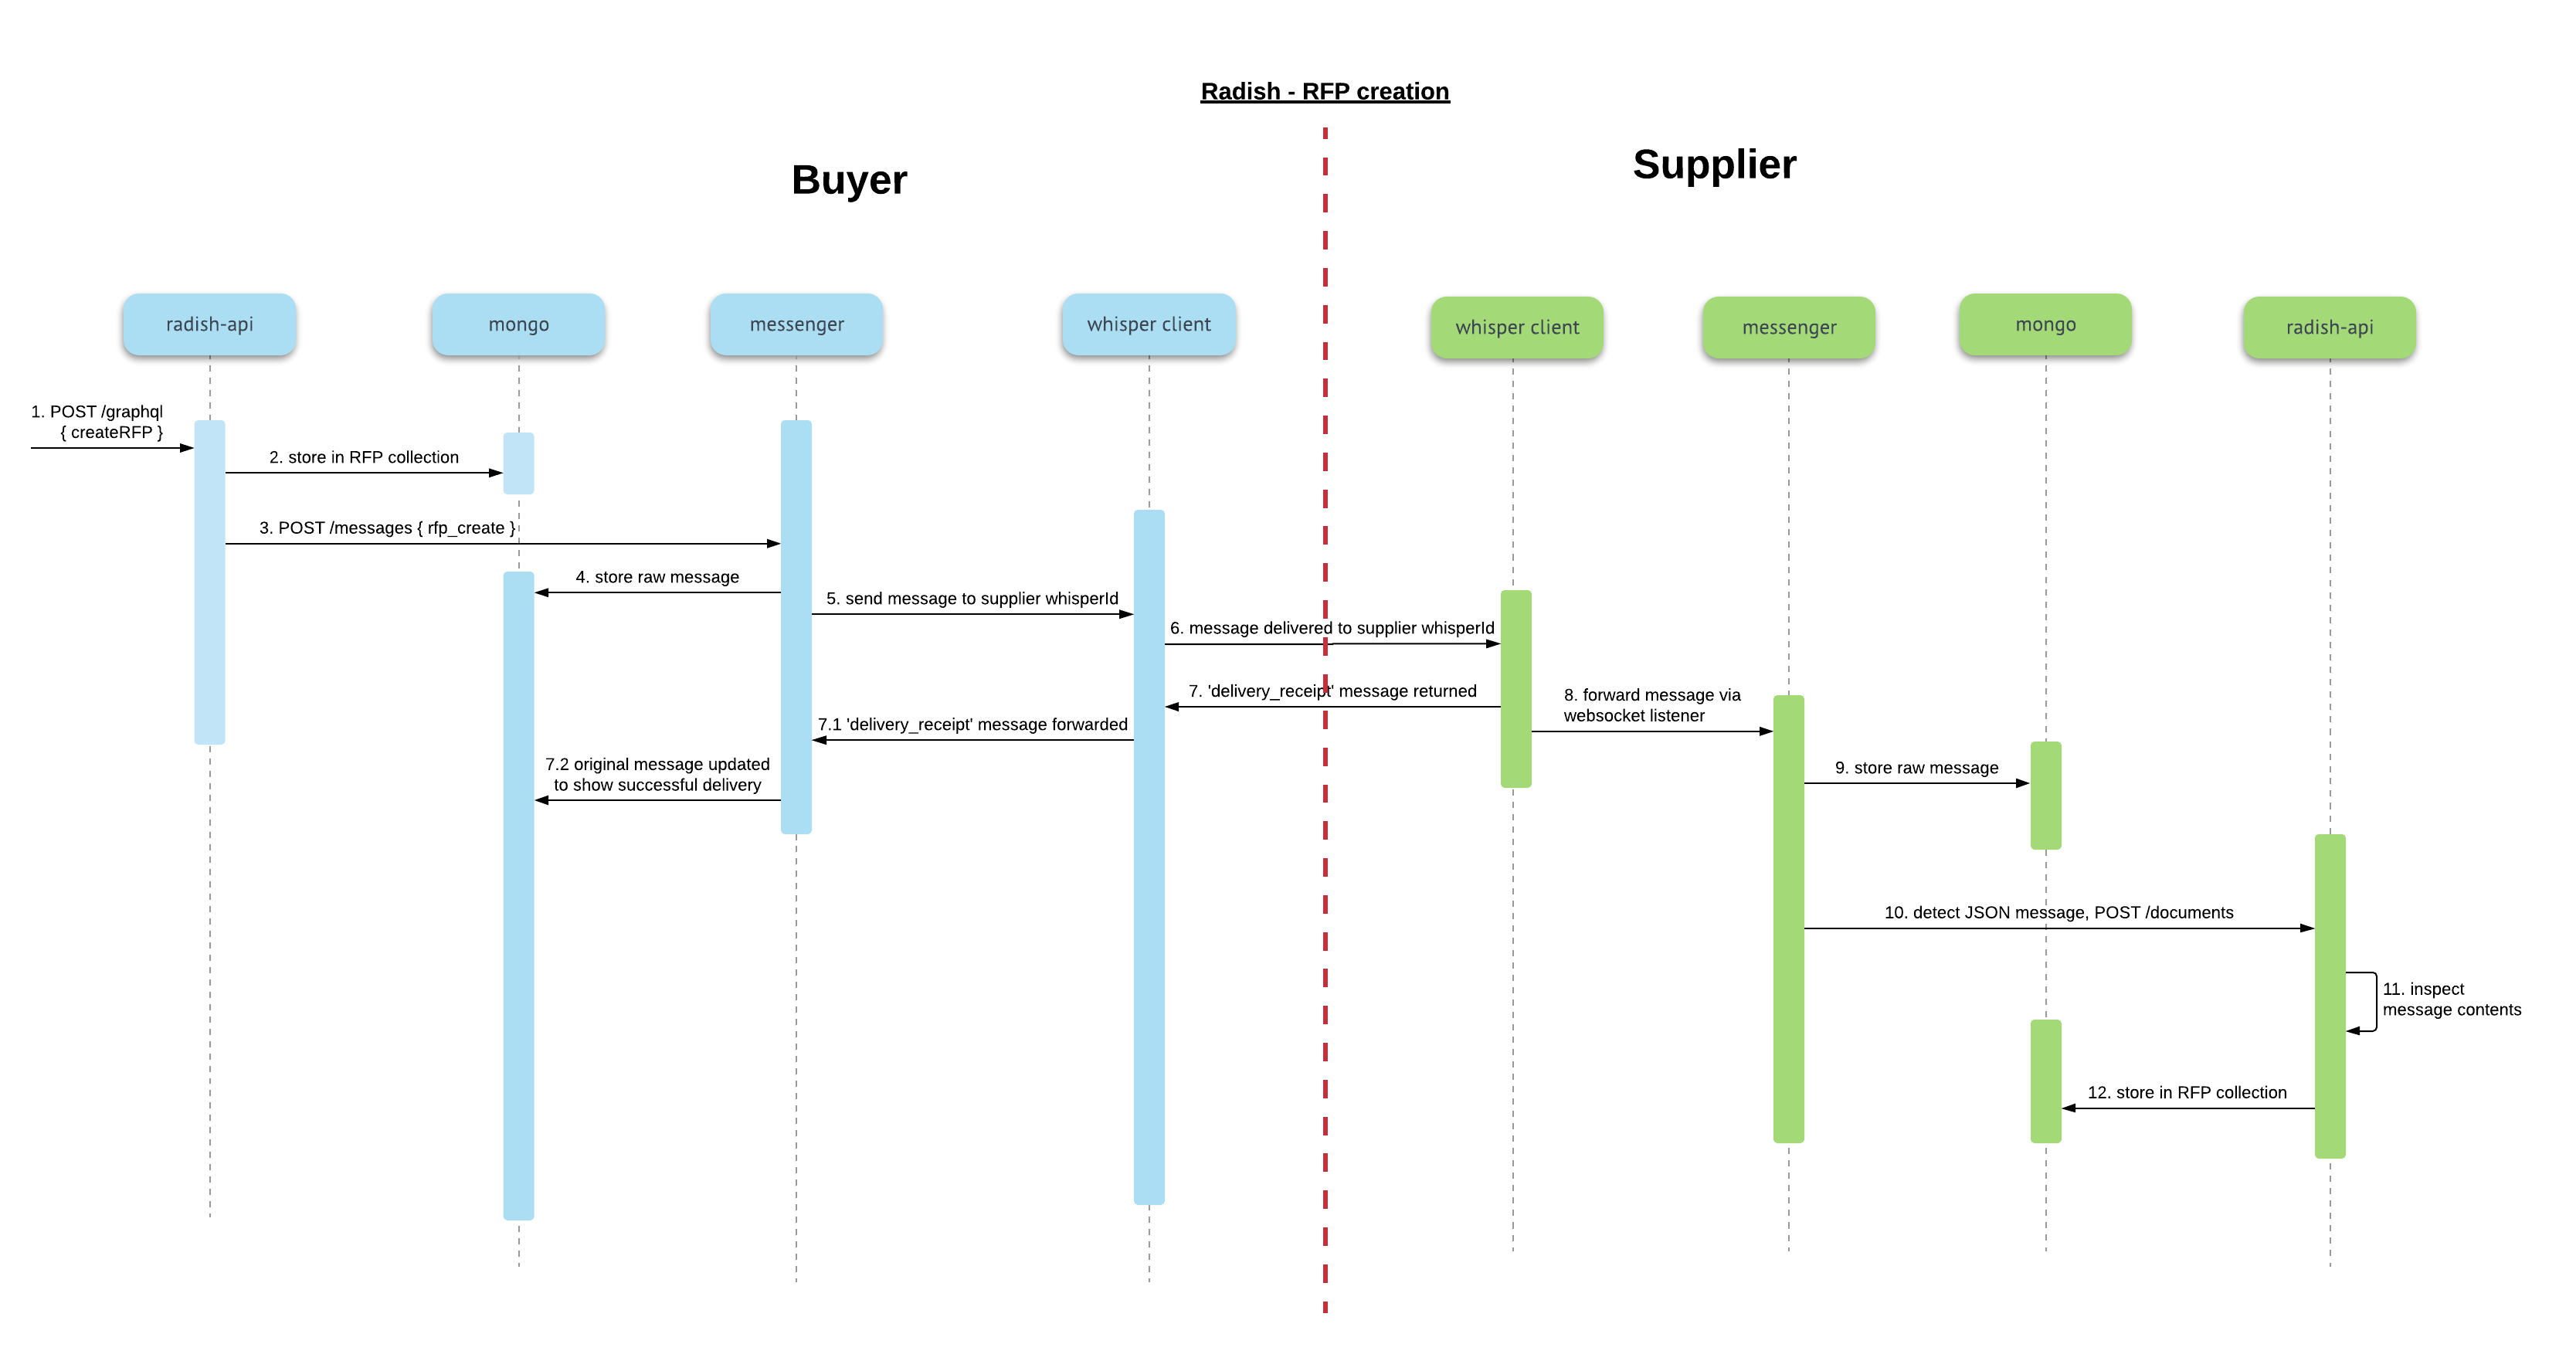 Radish - RFP creation
Buyer
Supplier
radish-api
mongo
messenger
whisper client
whisper client
messenger
mongo
radish-api
1. POST /graphql
{ createRFP }
2. store in RFP collection
3. POST /messages { rfp_create }
4. store raw message
5. send message to supplier whisperId
6. message delivered to supplier whisperId
7. 'delivery_receipt' message returned
7.1 'delivery_receipt' message forwarded
7.2 original message updated
to show successful delivery
8. forward message via
websocket listener
9. store raw message
10. detect JSON message, POST /documents
11. inspect
message contents
12. store in RFP collection